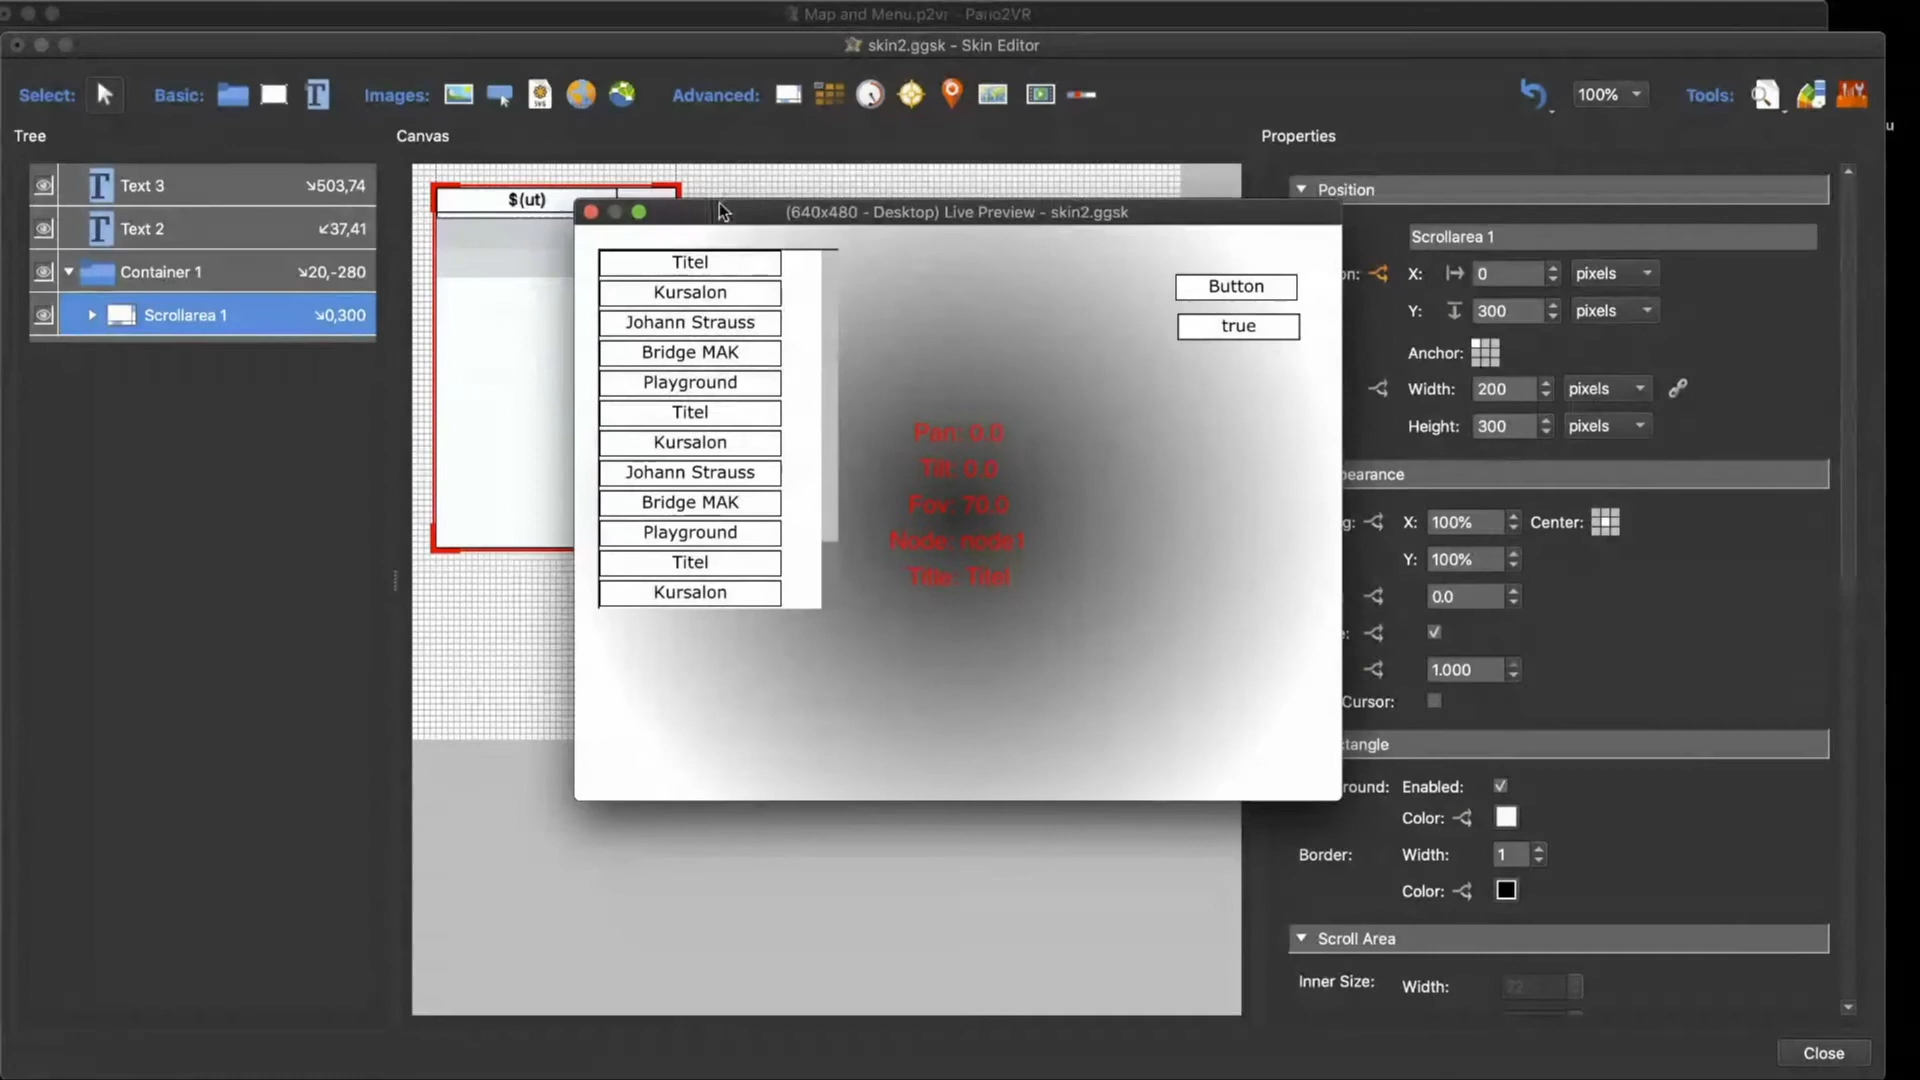 Map and Menu.p2vr - Pano2VR
skin2.ggsk - Skin Editor
Select:
Basic:
Images:
Advanced:
100%
Tools:
Tree
Canvas
Properties
Text 3
503,74
Text 2
37,41
Container 1
20,-280
Scrollarea 1
0,300
$(ut)
(640x480 - Desktop) Live Preview - skin2.ggsk
Titel
Kursalon
Johann Strauss
Bridge MAK
Playground
Titel
Kursalon
Johann Strauss
Bridge MAK
Playground
Titel
Kursalon
Button
true
Pan: 0.0
Tilt: 0.0
Fov: 70.0
Node: node1
Title: Titel
Position
Scrollarea 1
on:
X:
0
pixels
Y:
300
pixels
Anchor:
Width:
200
pixels
Height:
300
pixels
pearance
g:
X:
100%
Center:
Y:
100%
0.0
1.000
Cursor:
tangle
round:
Enabled:
Color:
Border:
Width:
1
Color:
Scroll Area
Inner Size:
Width:
Close